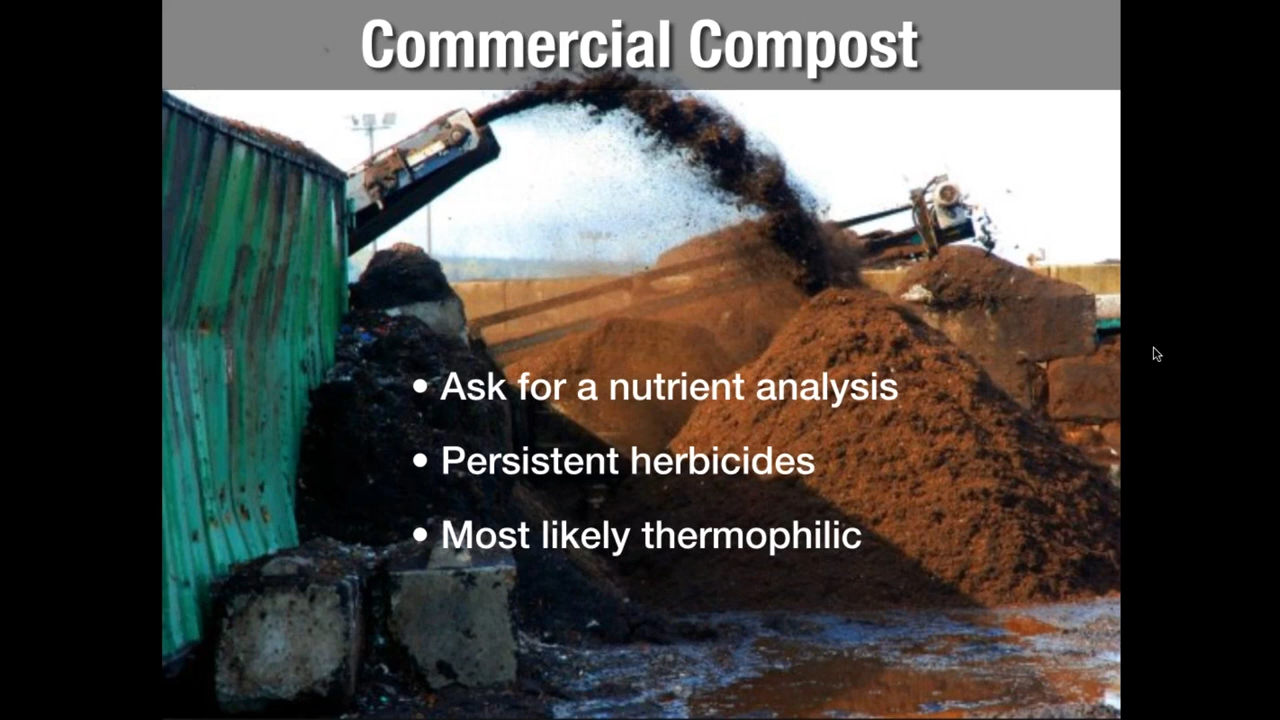 Commercial Compost
• Ask for a nutrient analysis
• Persistent herbicides
• Most likely thermophilic